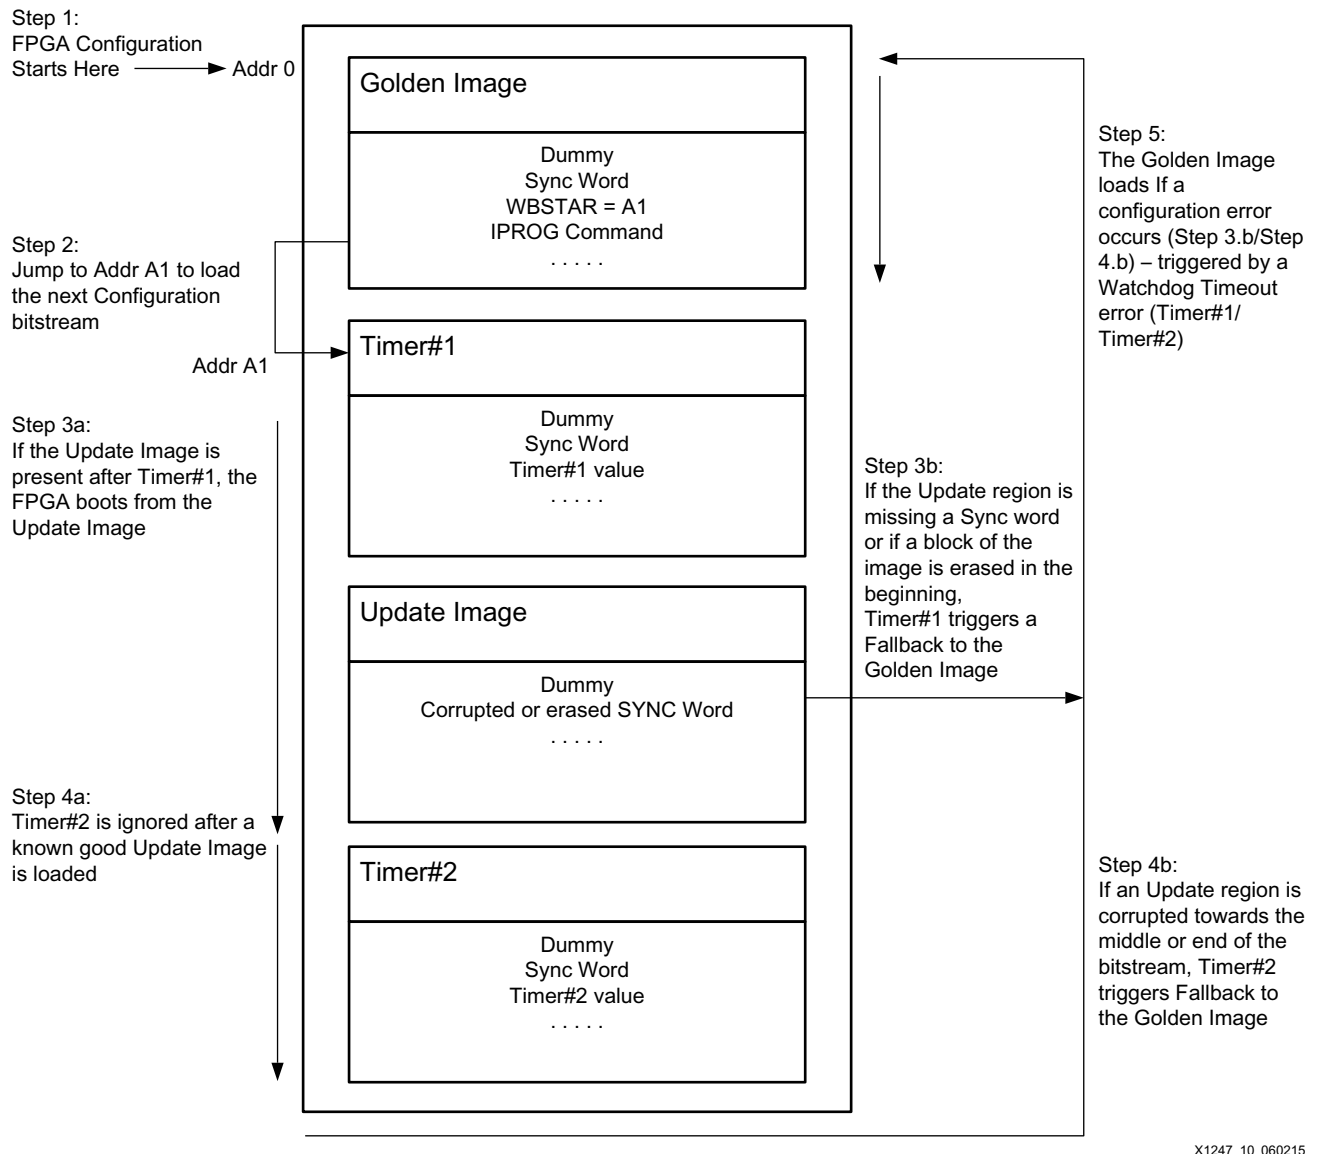 Step 1:
FPGA Configuration
Starts Here
Addr 0
Golden Image
Dummy
Sync Word
WBSTAR = A1
IPROG Command
. . . . .
Step 2:
Jump to Addr A1 to load
the next Configuration
bitstream
Addr A1
Timer#1
Dummy
Sync Word
Timer#1 value
. . . . .
Step 3a:
If the Update Image is
present after Timer#1, the
FPGA boots from the
Update Image
Update Image
Dummy
Corrupted or erased SYNC Word
. . . . .
Step 3b:
If the Update region is
missing a Sync word
or if a block of the
image is erased in the
beginning,
Timer#1 triggers a
Fallback to the
Golden Image
Step 4a:
Timer#2 is ignored after a
known good Update Image
is loaded
Timer#2
Dummy
Sync Word
Timer#2 value
. . . . .
Step 4b:
If an Update region is
corrupted towards the
middle or end of the
bitstream, Timer#2
triggers Fallback to
the Golden Image
Step 5:
The Golden Image
loads If a
configuration error
occurs (Step 3.b/Step
4.b) – triggered by a
Watchdog Timeout
error (Timer#1/
Timer#2)
X1247_10_060215